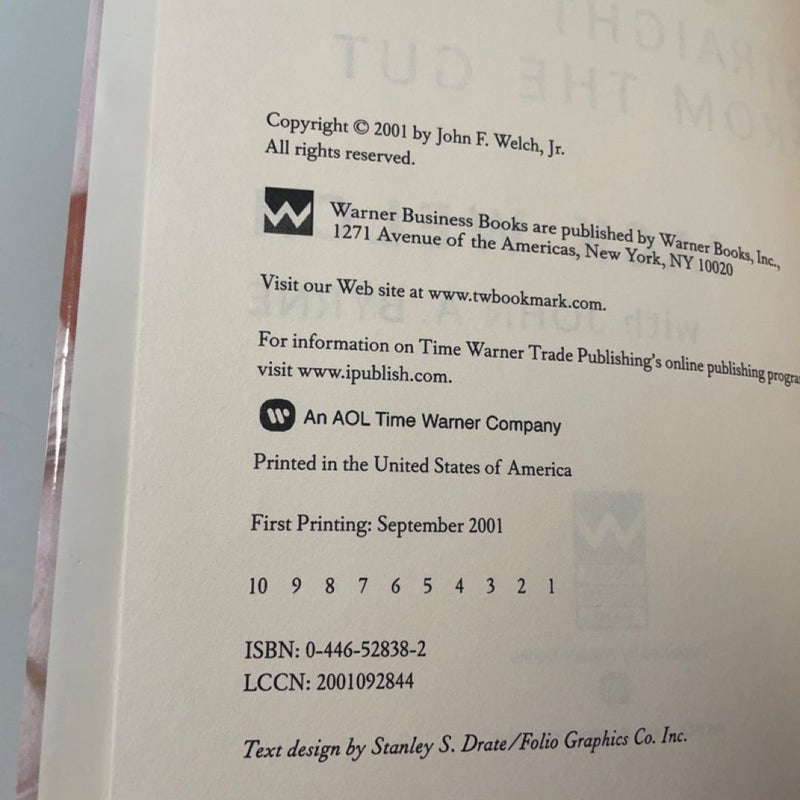 Copyright © 2001 by John F. Welch, Jr.
All rights reserved.
Warner Business Books are published by Warner Books, Inc.,
1271 Avenue of the Americas, New York, NY 10020
Visit our Web site at www.twbookmark.com.
For information on Time Warner Trade Publishing's online publishing
visit www.ipublish.com.
An AOL Time Warner Company
Printed in the United States of America
First Printing: September 2001
10 9 8 7 6 5 4 3 2 1
ISBN: 0-446-52838-2
LCCN: 2001092844
Text design by Stanley S. Drate/Folio Graphics Co. Inc.